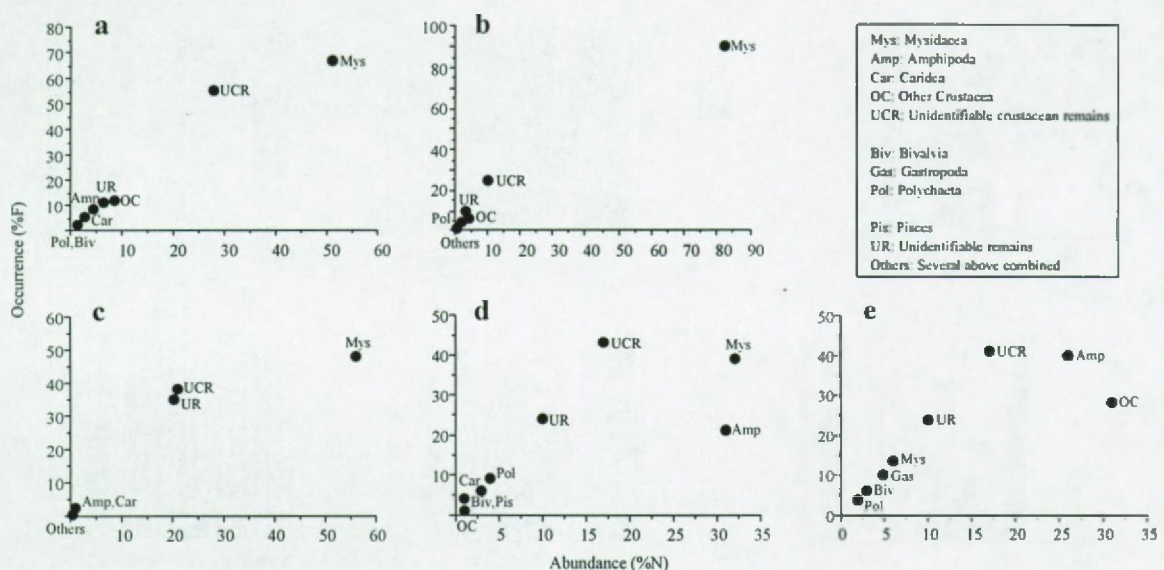 a
80
70
60
50
40
30
20
10
0
Mys
UCR
UR
Amp
OC
Car
Pol,Biv
10 20 30 40 50 60
b
100
80
60
40
20
Mys
UCR
UR
Pol
OC
Others
10 20 30 40 50 60 70 80 90
Mys: Mysidacea
Amp: Amphipoda
Car: Caridea
OC: Other Crustacea
UCR: Unidentifiable crustacean remains
Biv: Bivalvia
Gas: Gastropoda
Pol: Polychaeta
Pis: Pisces
UR: Unidentifiable remains
Others: Several above combined
Occurrence (%F)
c
60
50
40
30
20
10
0
Mys
UCR
UR
Amp,Car
Others
10 20 30 40 50 60
d
50
40
30
20
10
0
UCR
Mys
UR
Amp
Car
Pol
Biv,Pis
OC
5 10 15 20 25 30 35
e
50
40
30
20
10
0
UCR
Amp
OC
UR
Mys
Gas
Biv
Pol
0 5 10 15 20 25 30 35
Abundance (%N)